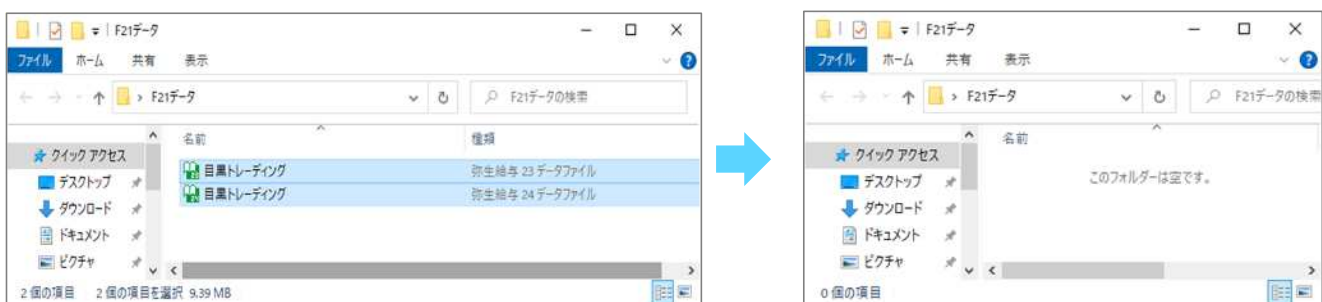 F21データ
ファイル ホーム 共有 表示
F21データ F21データの検索
名前 種類
クイック アクセス
目黒トレーディング 弥生給与 23 データファイル
デスクトップ
目黒トレーディング 弥生給与 24 データファイル
ダウンロード
ドキュメント
ピクチャ
2 個の項目 2 個の項目を選択 9.39 MB
F21データ
ファイル ホーム 共有 表示
F21データ F21データの検索
名前
クイック アクセス
このフォルダーは空です。
デスクトップ
ダウンロード
ドキュメント
ピクチャ
0 個の項目